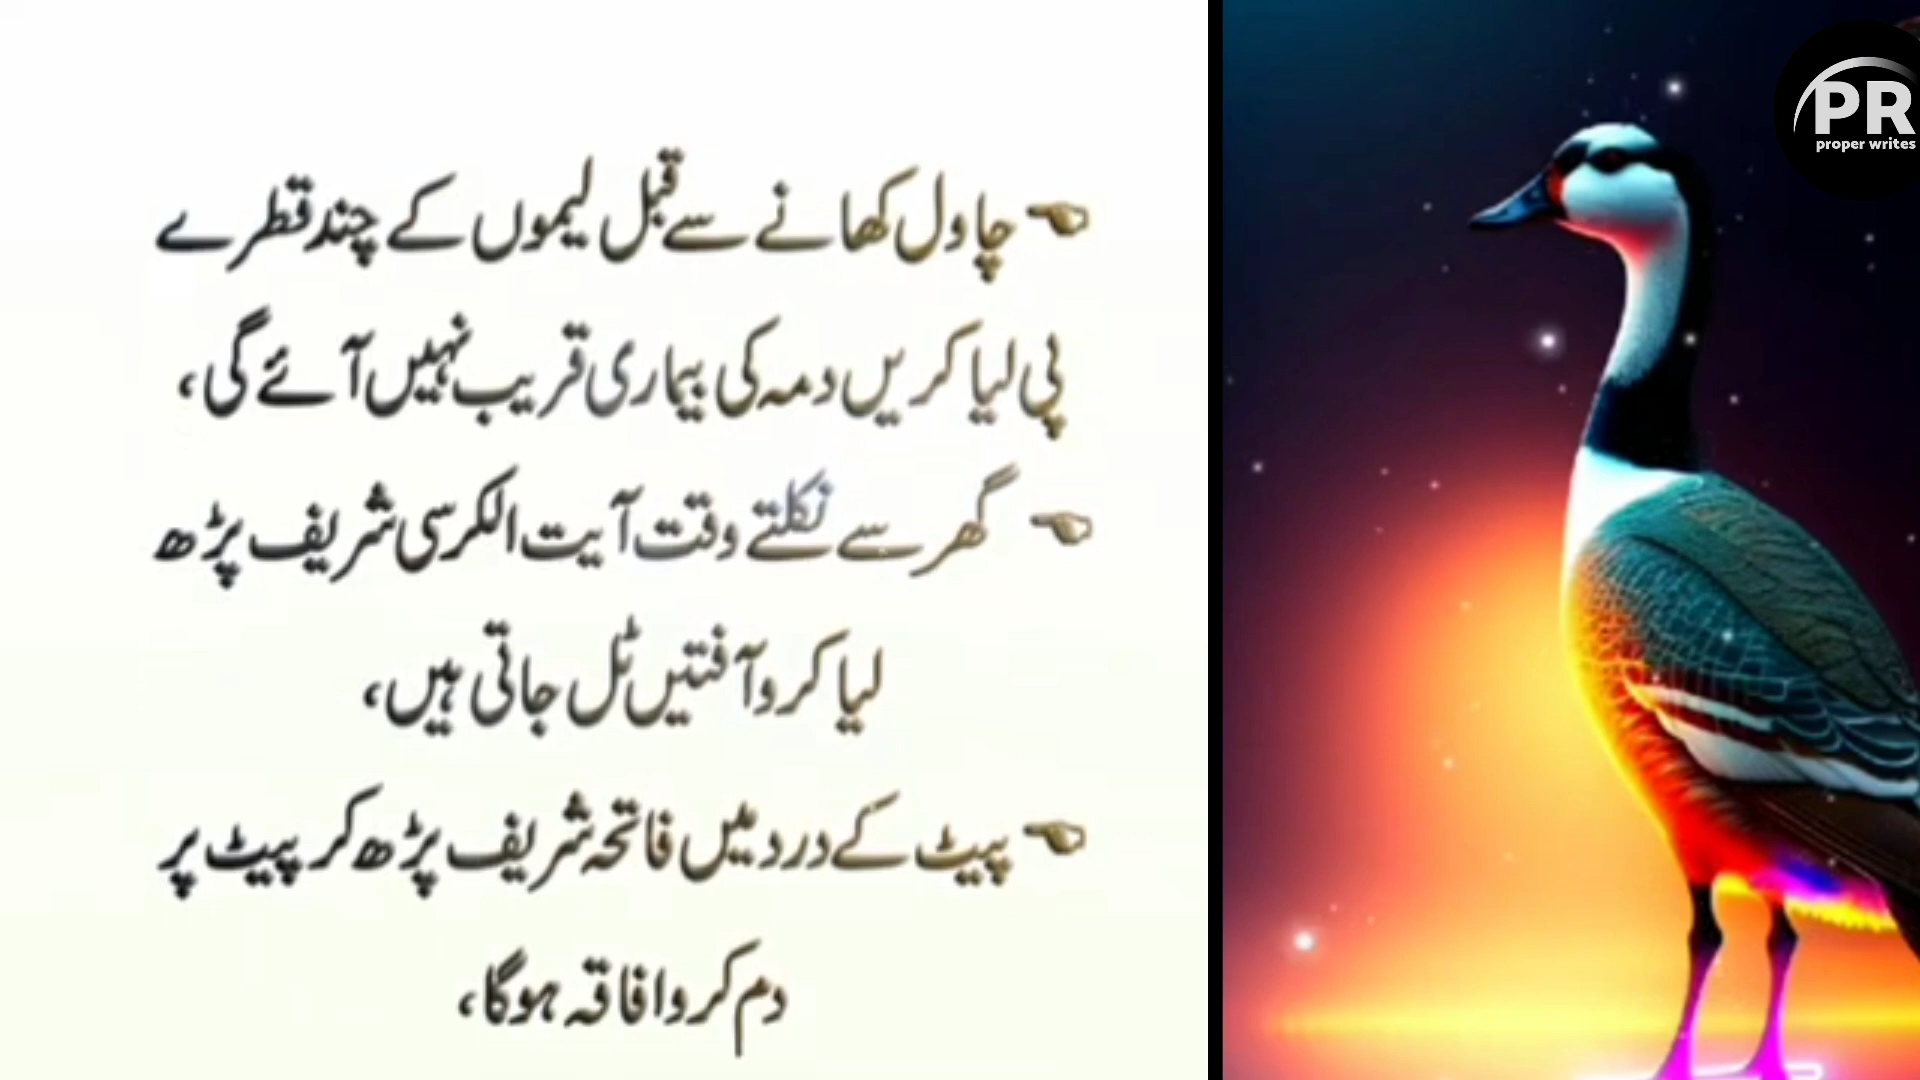 چاول کھانے سے قبل لیموں کے چند قطرے
پی لیا کریں دمہ کی بیماری قریب نہیں آئے گی،
گھر سے نکلتے وقت آیت الکرسی شریف پڑھ
لیا کرو آفتیں ٹل جاتی ہیں،
پیٹ کے درد میں فاتحہ شریف پڑھ کر پیٹ پر
دم کرو افاقہ ہوگا،
PR
proper writes